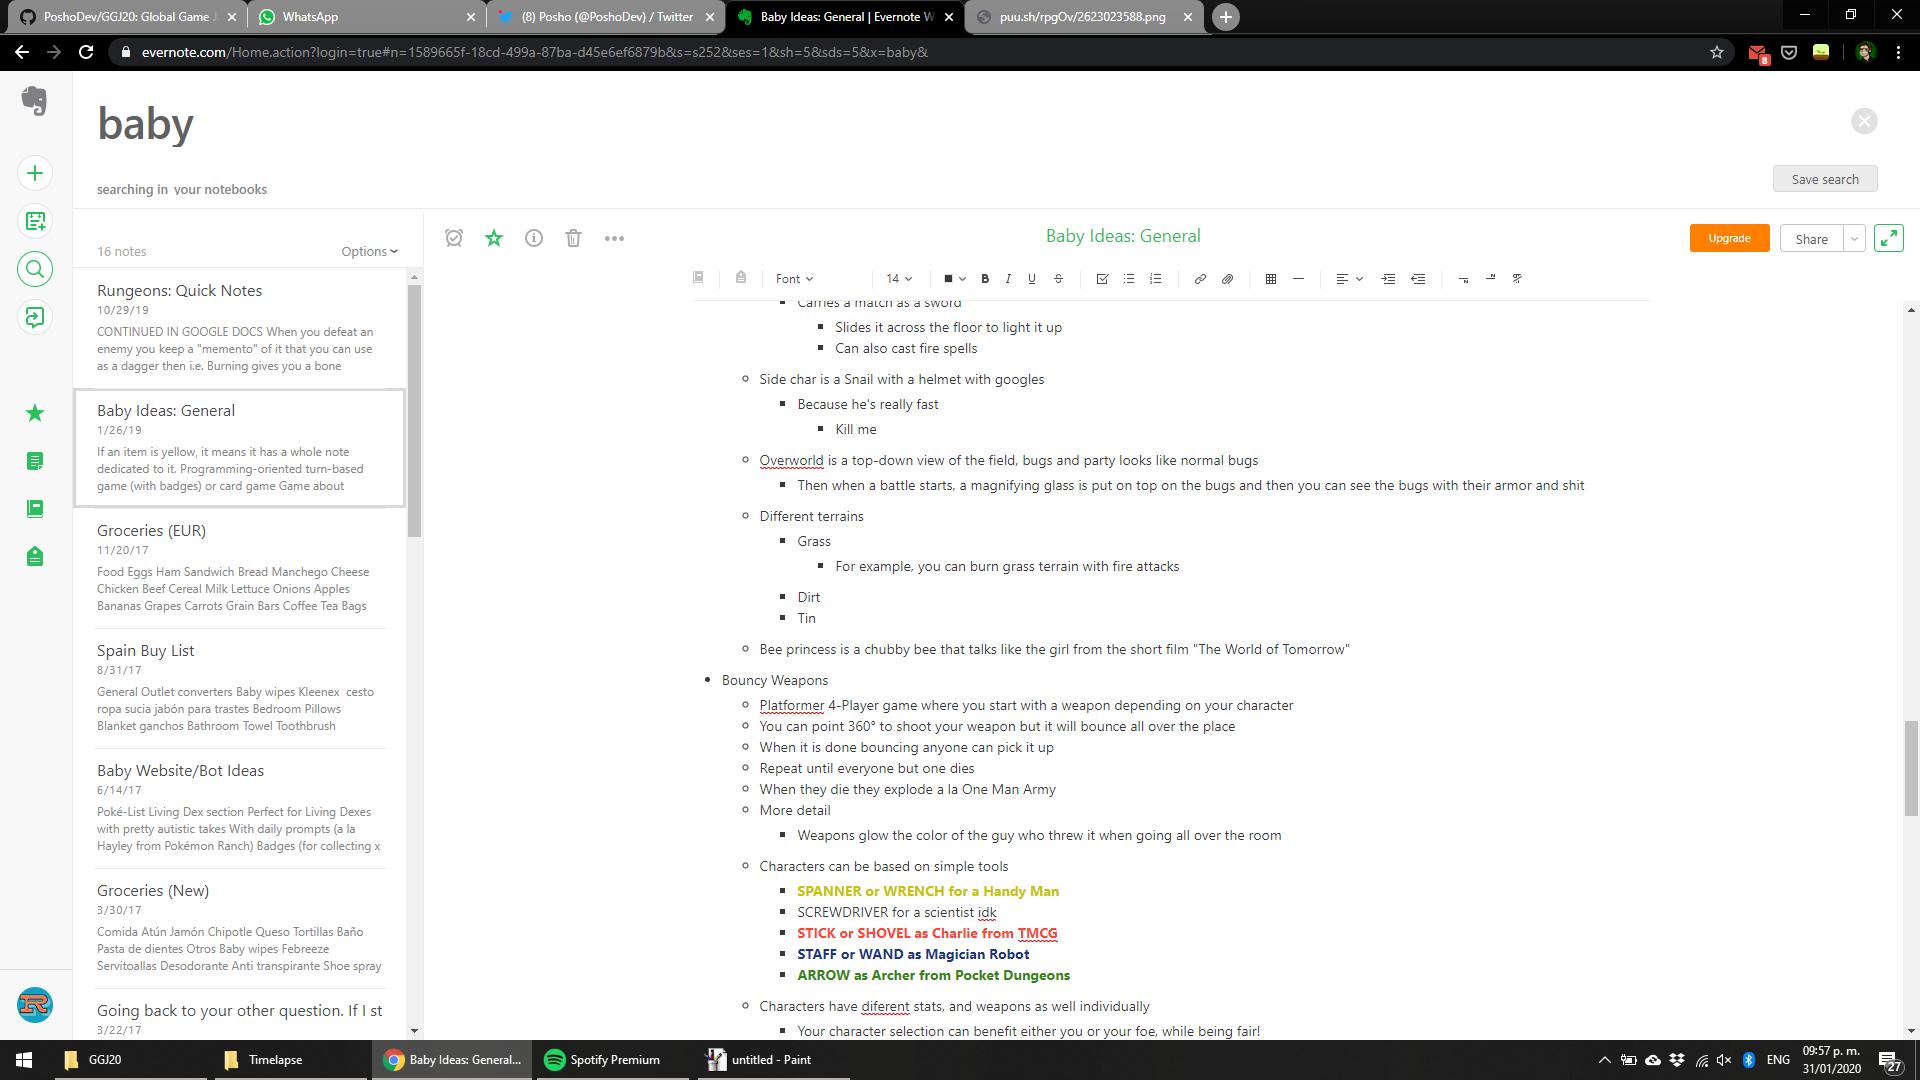 PoshoDev/GGJ20: Global Game J
WhatsApp
(8) Posho (@PoshoDev) / Twitter
Baby Ideas: General | Evernote W
puu.sh/rpgOv/2623023588.png
evernote.com/Home.action?login=true#n=1589665f-18cd-499a-87ba-d45e6ef6879b&s=s252&ses=1&sh=5&sds=5&x=baby&
8
baby
searching in your notebooks
Save search
16 notes
Options
Baby Ideas: General
Upgrade
Share
Font
14
Rungeons: Quick Notes
10/29/19
CONTINUED IN GOOGLE DOCS When you defeat an
enemy you keep a "memento" of it that you can use
as a dagger then i.e. Burning gives you a bone
Baby Ideas: General
1/26/19
If an item is yellow, it means it has a whole note
dedicated to it. Programming-oriented turn-based
game (with badges) or card game Game about
Groceries (EUR)
11/20/17
Food Eggs Ham Sandwich Bread Manchego Cheese
Chicken Beef Cereal Milk Lettuce Onions Apples
Bananas Grapes Carrots Grain Bars Coffee Tea Bags
Spain Buy List
8/31/17
General Outlet converters Baby wipes Kleenex cesto
ropa sucia jabón para trastes Bedroom Pillows
Blanket ganchos Bathroom Towel Toothbrush
Baby Website/Bot Ideas
6/14/17
Poké-List Living Dex section Perfect for Living Dexes
with pretty autistic takes With daily prompts (a la
Hayley from Pokémon Ranch) Badges (for collecting x
Groceries (New)
3/30/17
Comida Atún Jamón Chipotle Queso Tortillas Baño
Pasta de dientes Otros Baby wipes Febreeze
Servitoallas Desodorante Anti transpirante Shoe spray
Going back to your other question. If I st
3/22/17
Carries a match as a sword
Slides it across the floor to light it up
Can also cast fire spells
Side char is a Snail with a helmet with googles
Because he's really fast
Kill me
Overworld is a top-down view of the field, bugs and party looks like normal bugs
Then when a battle starts, a magnifying glass is put on top on the bugs and then you can see the bugs with their armor and shit
Different terrains
Grass
For example, you can burn grass terrain with fire attacks
Dirt
Tin
Bee princess is a chubby bee that talks like the girl from the short film "The World of Tomorrow"
Bouncy Weapons
Platformer 4-Player game where you start with a weapon depending on your character
You can point 360° to shoot your weapon but it will bounce all over the place
When it is done bouncing anyone can pick it up
Repeat until everyone but one dies
When they die they explode a la One Man Army
More detail
Weapons glow the color of the guy who threw it when going all over the room
Characters can be based on simple tools
SPANNER or WRENCH for a Handy Man
SCREWDRIVER for a scientist idk
STICK or SHOVEL as Charlie from TMCG
STAFF or WAND as Magician Robot
ARROW as Archer from Pocket Dungeons
Characters have diferent stats, and weapons as well individually
Your character selection can benefit either you or your foe, while being fair!
GGJ20
Timelapse
Baby Ideas: General...
Spotify Premium
untitled - Paint
ENG
09:57 p. m.
31/01/2020
27